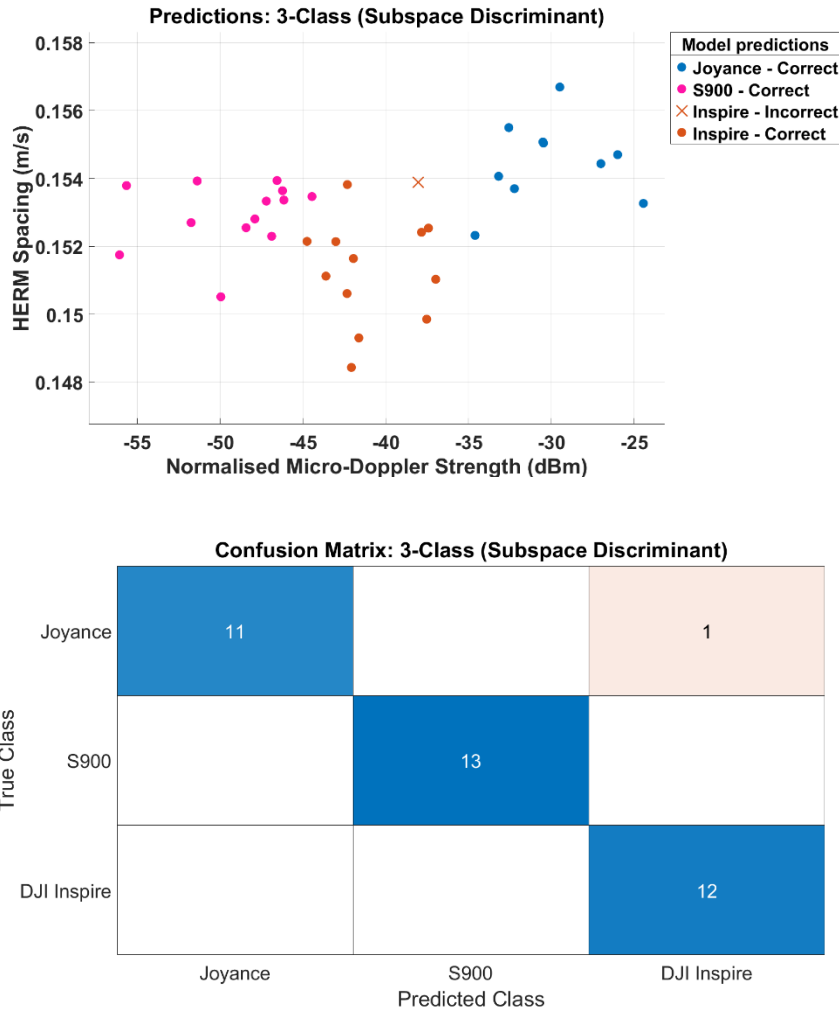 Predictions: 3-Class (Subspace Discriminant)
0.158
0.156
0.154
0.152
0.15
0.148
HERM Spacing (m/s)
-55 -50 -45 -40 -35 -30 -25
Normalised Micro-Doppler Strength (dBm)
Model predictions
Joyance - Correct
S900 - Correct
Inspire - Incorrect
Inspire - Correct
Confusion Matrix: 3-Class (Subspace Discriminant)
True Class
Joyance 11 1
S900 13
DJI Inspire 12
Joyance S900 DJI Inspire
Predicted Class